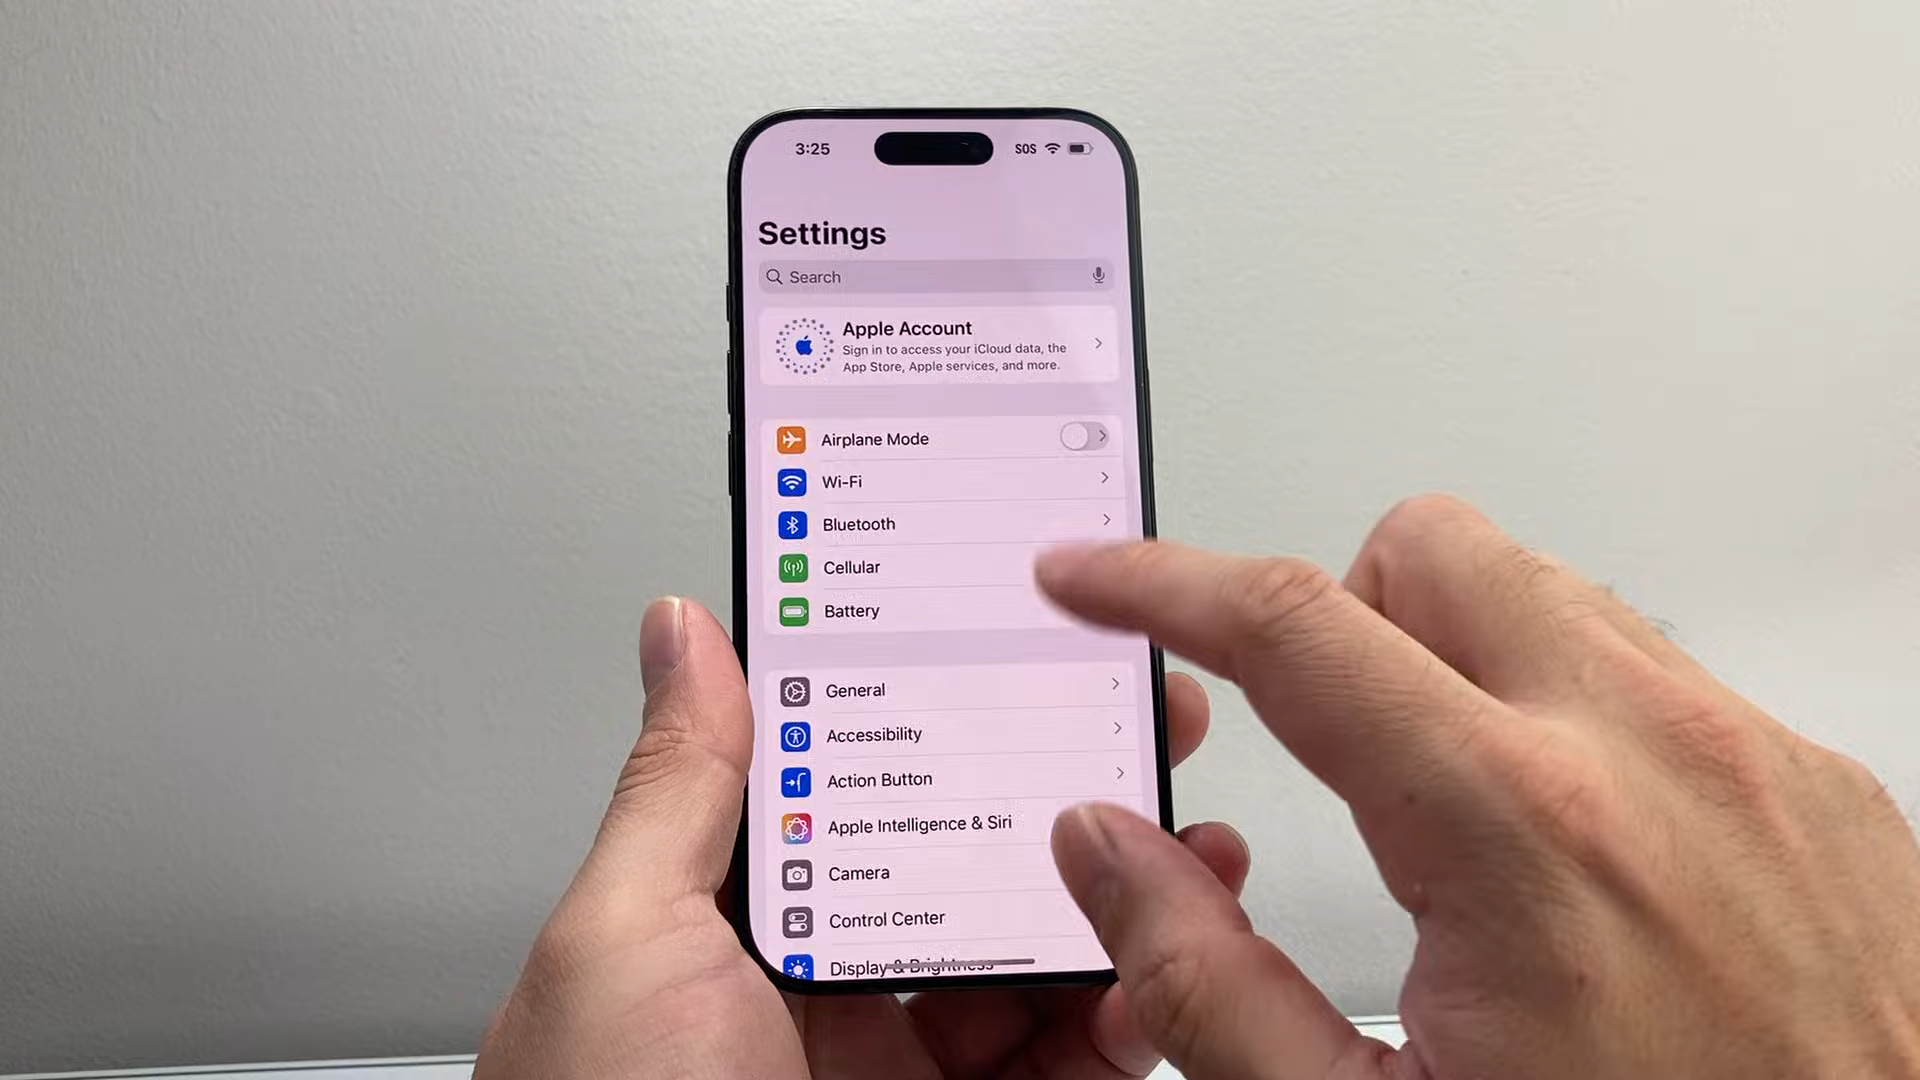 3:25
SOS
Settings
Search
Apple Account
Sign in to access your iCloud data, the
App Store, Apple services, and more.
Airplane Mode
Wi-Fi
Bluetooth
Cellular
Battery
General
Accessibility
Action Button
Apple Intelligence & Siri
Camera
Control Center
Display & Brightness